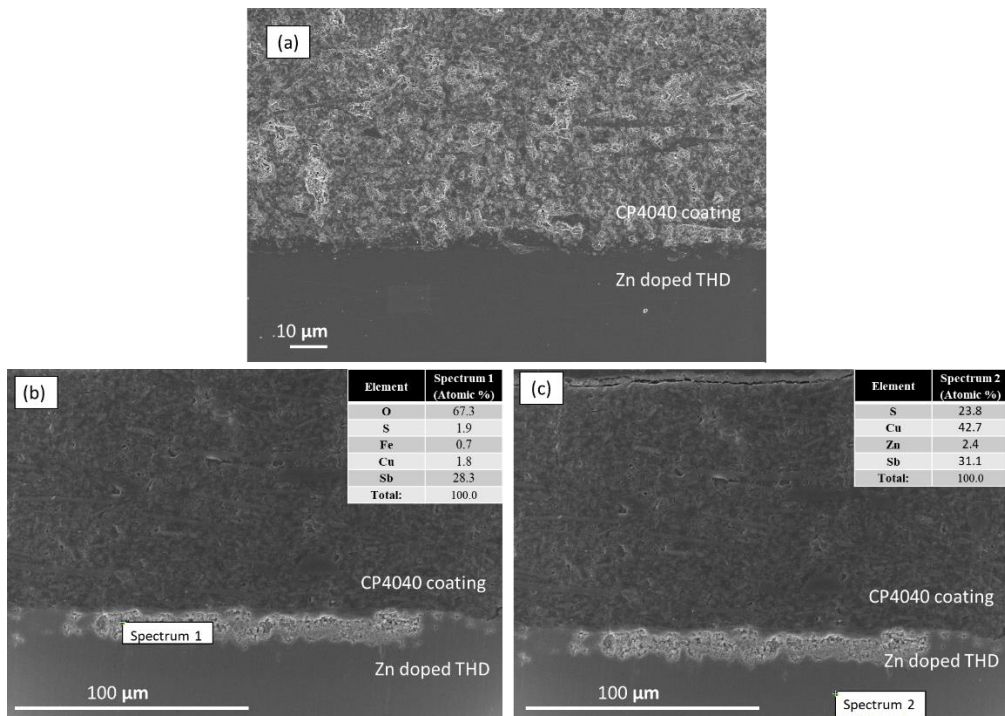 (a)
CP4040 coating
Zn doped THD
10 µm
(b)
Element Spectrum 1 (Atomic %)
O 67.3
S 1.9
Fe 0.7
Cu 1.8
Sb 28.3
Total: 100.0
CP4040 coating
Spectrum 1
Zn doped THD
100 µm
(c)
Element Spectrum 2 (Atomic %)
S 23.8
Cu 42.7
Zn 2.4
Sb 31.1
Total: 100.0
CP4040 coating
Zn doped THD
100 µm
Spectrum 2